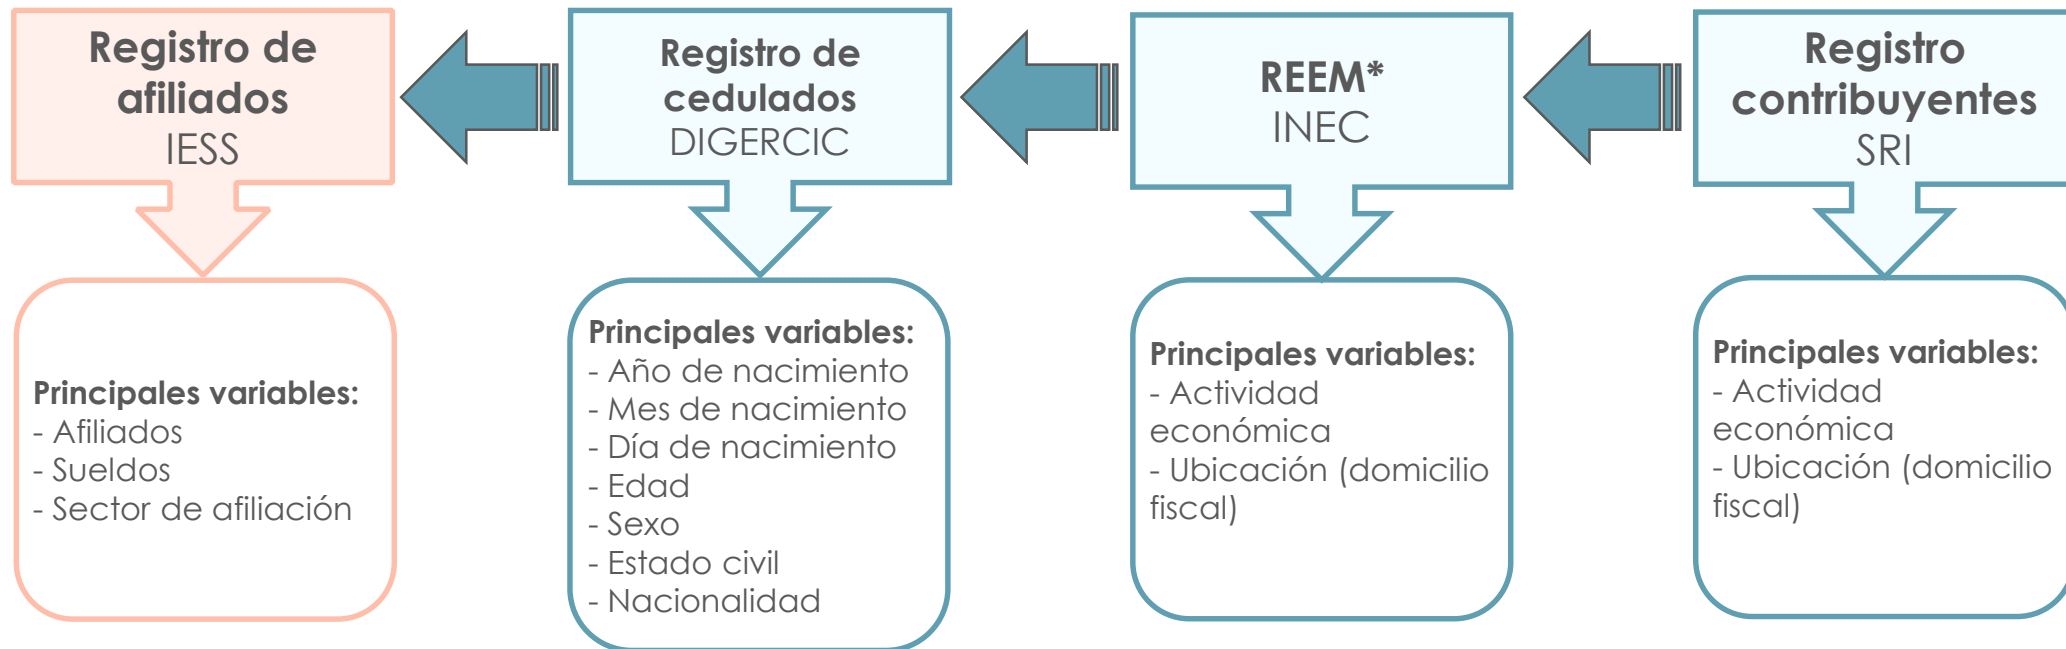 Registro de
afiliados
IESS
Registro de
cedulados
DIGERCIC
REEM*
INEC
Registro
contribuyentes
SRI
Principales variables:
- Afiliados
- Sueldos
- Sector de afiliación
Principales variables:
- Año de nacimiento
- Mes de nacimiento
- Día de nacimiento
- Edad
- Sexo
- Estado civil
- Nacionalidad
Principales variables:
- Actividad
económica
- Ubicación (domicilio
fiscal)
Principales variables:
- Actividad
económica
- Ubicación (domicilio
fiscal)